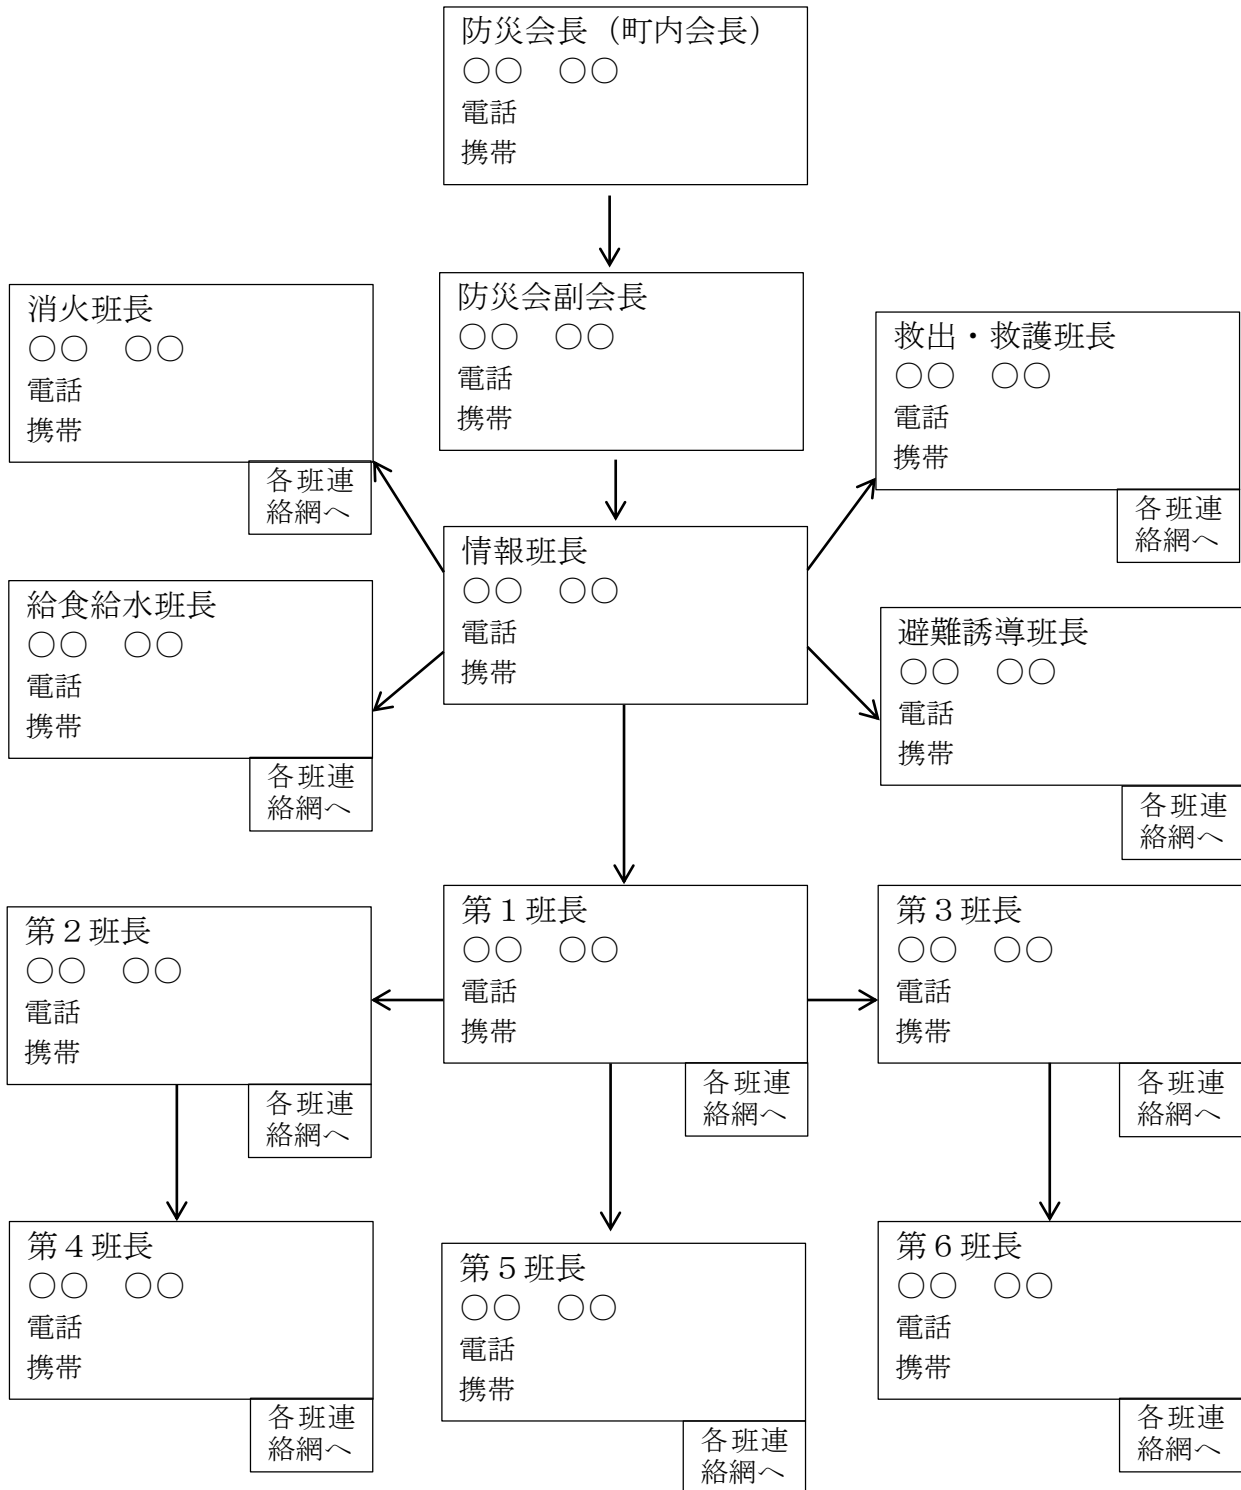 防災会長（町内会長）
○○　○○
電話
携帯
防災会副会長
○○　○○
電話
携帯
消火班長
○○　○○
電話
携帯
各班連
絡網へ
救出・救護班長
○○　○○
電話
携帯
各班連
絡網へ
情報班長
○○　○○
電話
携帯
給食給水班長
○○　○○
電話
携帯
各班連
絡網へ
避難誘導班長
○○　○○
電話
携帯
各班連
絡網へ
第１班長
○○　○○
電話
携帯
各班連
絡網へ
第２班長
○○　○○
電話
携帯
各班連
絡網へ
第３班長
○○　○○
電話
携帯
各班連
絡網へ
第４班長
○○　○○
電話
携帯
各班連
絡網へ
第５班長
○○　○○
電話
携帯
各班連
絡網へ
第６班長
○○　○○
電話
携帯
各班連
絡網へ